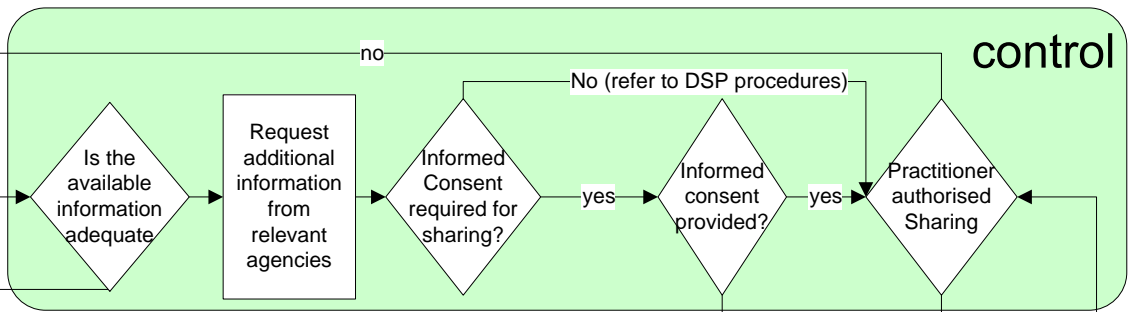 control
no
No (refer to DSP procedures)
Is the
available
information
adequate
Request
additional
information
from
relevant
agencies
Informed
Consent
required for
sharing?
yes
Informed
consent
provided?
yes
Practitioner
authorised
Sharing